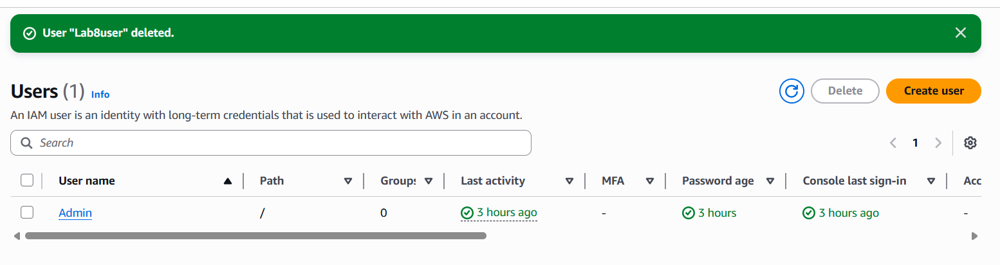 User "Lab8user" deleted.
Users (1) Info
Delete
Create user
An IAM user is an identity with long-term credentials that is used to interact with AWS in an account.
Search
1
User name Path Groups Last activity MFA Password age Console last sign-in Acc
Admin / 0 3 hours ago - 3 hours 3 hours ago -